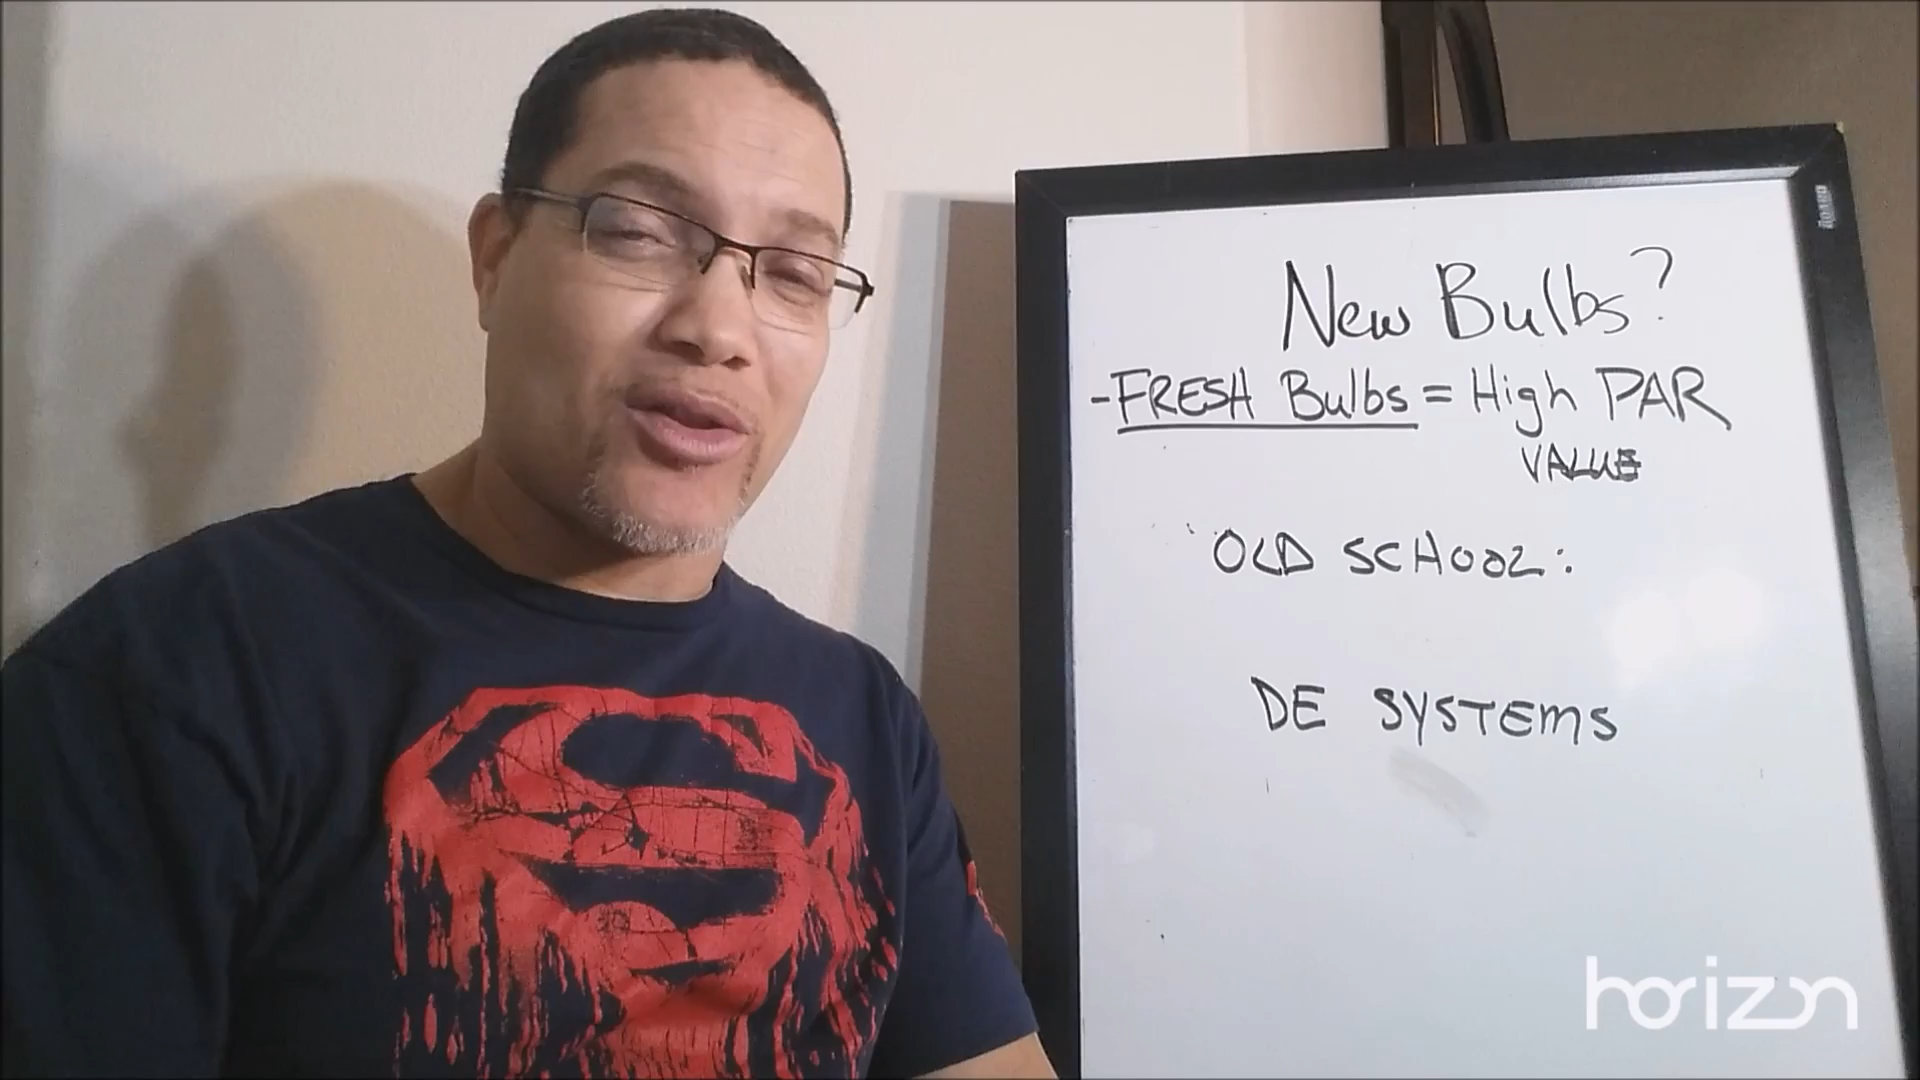 New Bulbs?
-FRESH Bulbs = High PAR
VALUE
OLD SCHOOL:
DE SYSTEMS
horizon